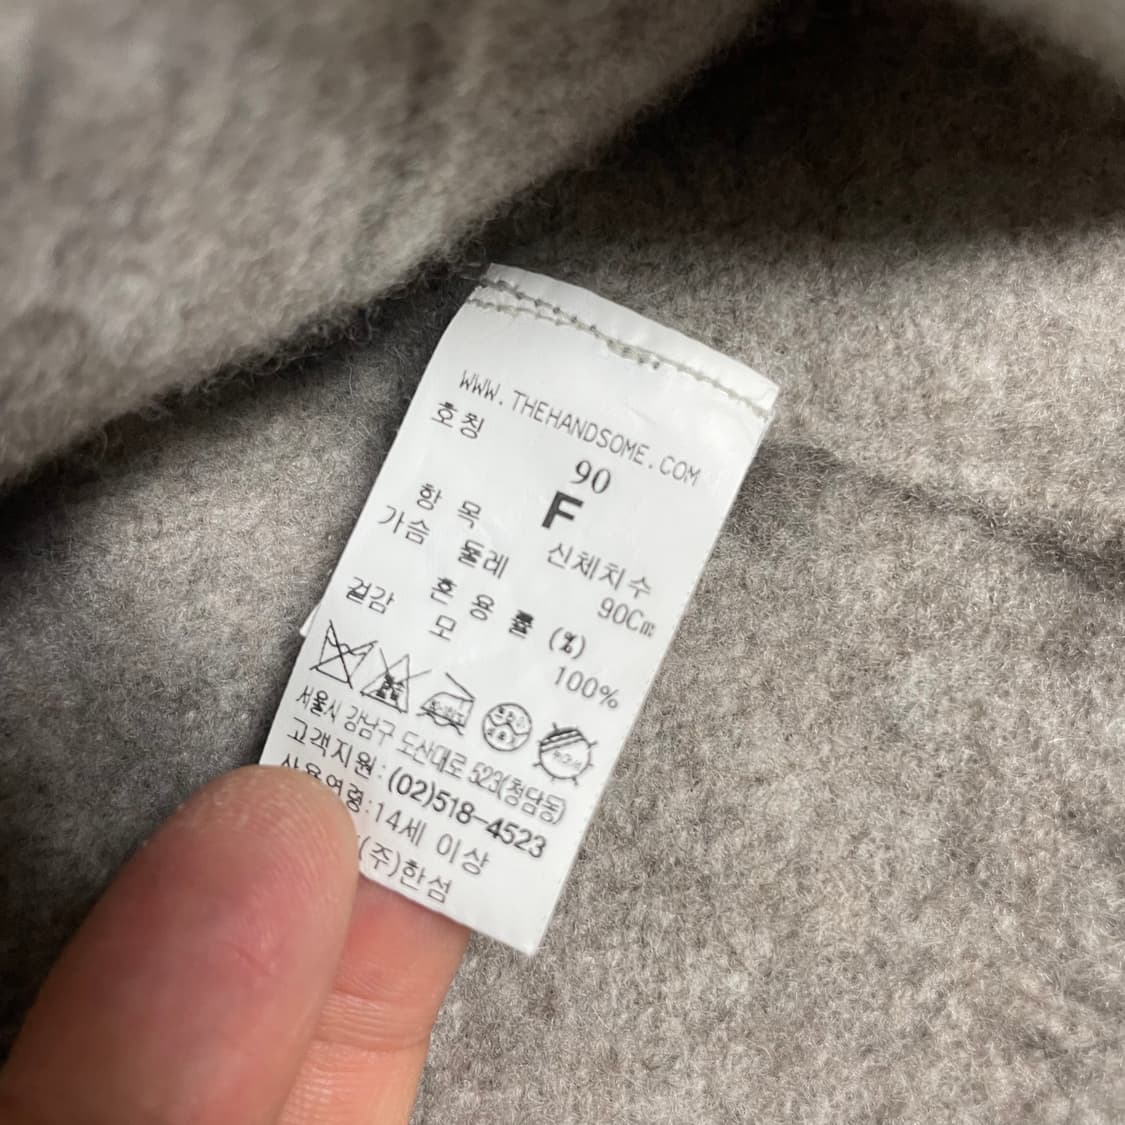 WWW.THEHANDSOME.COM
호칭 90
F
항 목 신체치수
가슴 둘레 90Cm
혼 용 률 (%)
겉감 모 100%
서울시 강남구 도산대로 523(청담동)
고객지원:(02)518-4523
사용연령:14세 이상
(주)한섬